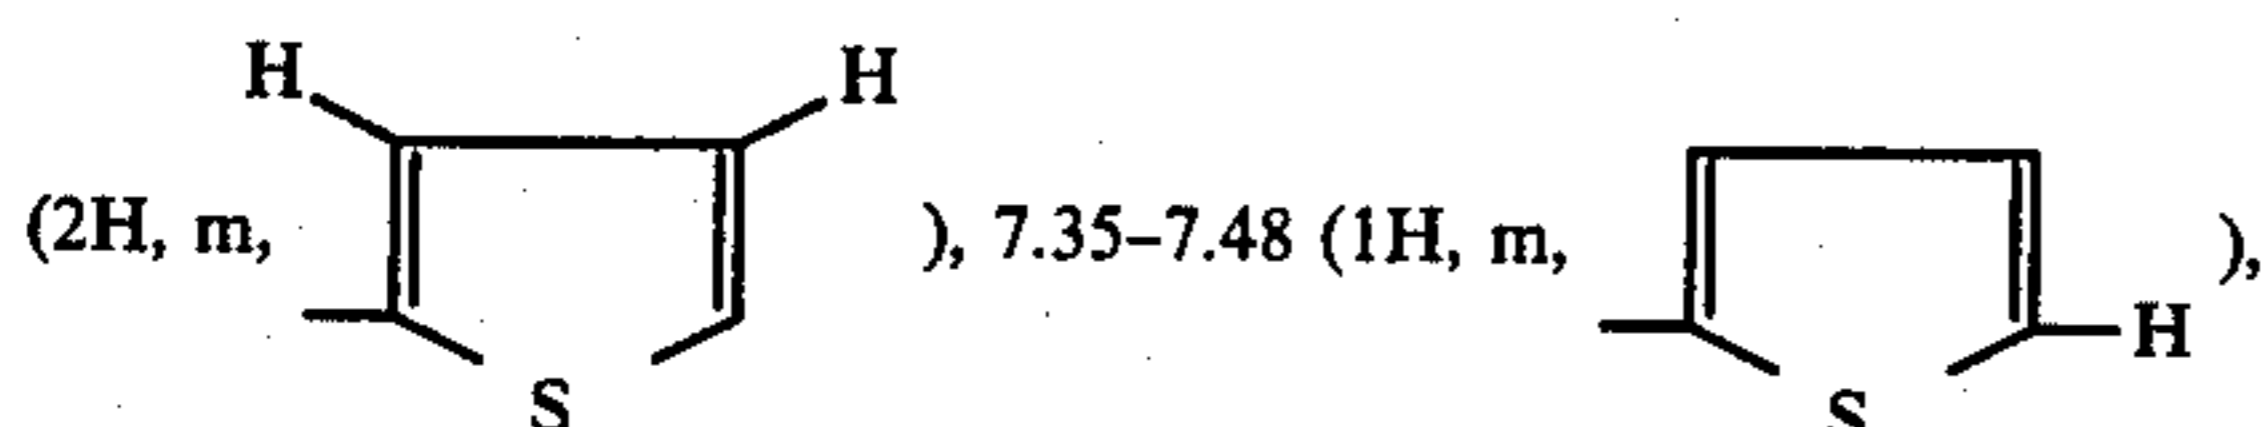 H H
(2H, m, ), 7.35–7.48 (1H, m, ),
H
S S